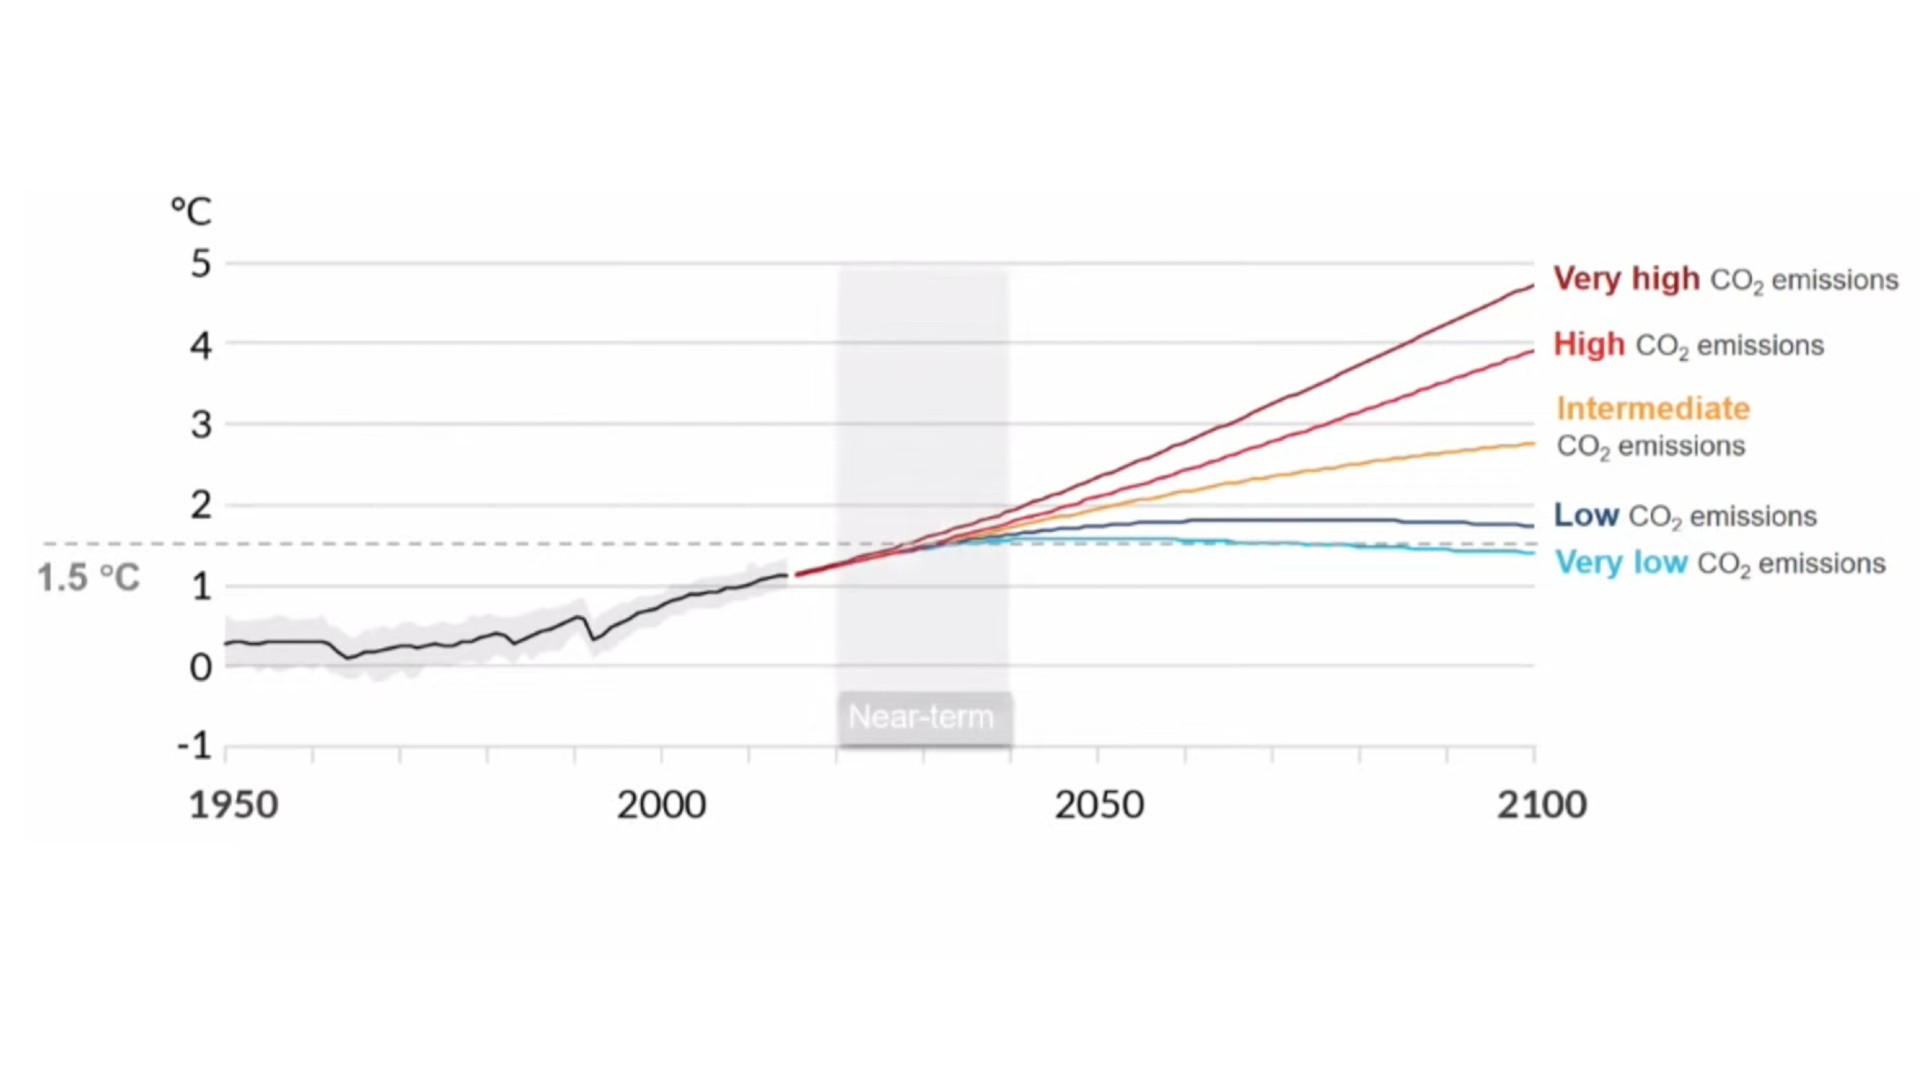 °C
5
4
3
2
1.5 °C
1
0
-1
Very high CO₂ emissions
High CO₂ emissions
Intermediate
CO₂ emissions
Low CO₂ emissions
Very low CO₂ emissions
Near-term
1950 2000 2050 2100